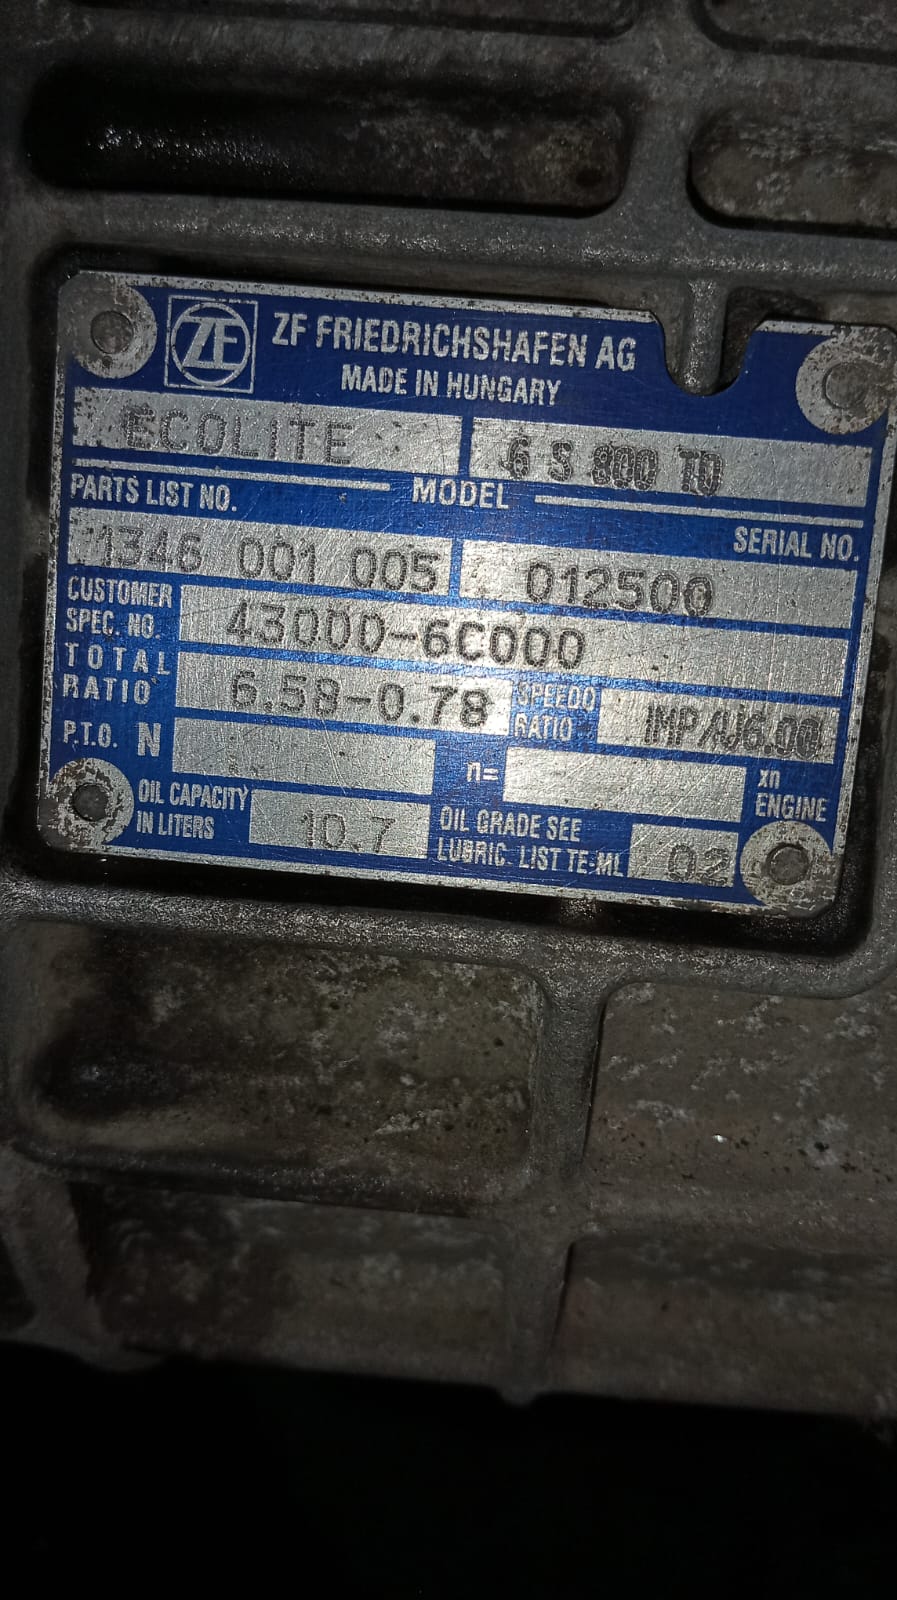 ZF
ZF FRIEDRICHSHAFEN AG
MADE IN HUNGARY
ECOLITE 6 S 800 TO
PARTS LIST NO. MODEL SERIAL NO.
1346 001 005 012500
CUSTOMER SPEC. NO. 43000-6C000
TOTAL RATIO 6.58-0.78 SPEEDO RATIO IMP/U6.00
P.T.O. N n= xn ENGINE
OIL CAPACITY IN LITERS 10.7 OIL GRADE SEE LUBRIC. LIST TE-ML 02